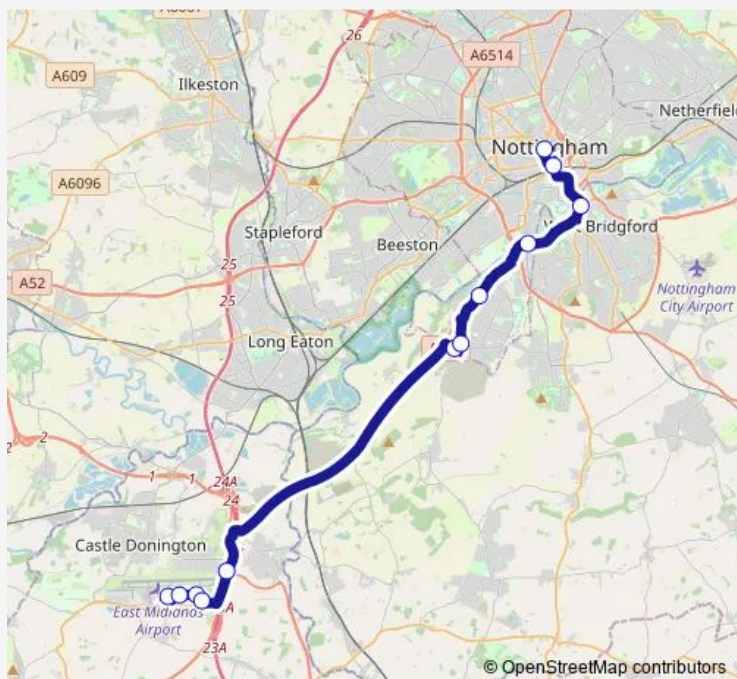 26
A6514
A609
Ilkeston
Netherfield
Nottingham
A6096
Stapleford
Bridgford
Beeston
25
A52
25
Nottingham
City Airport
Long Eaton
2
2
1
1
24A
24
Castle Donington
East Midlands
Airport
23A
© OpenStreetMap contributors